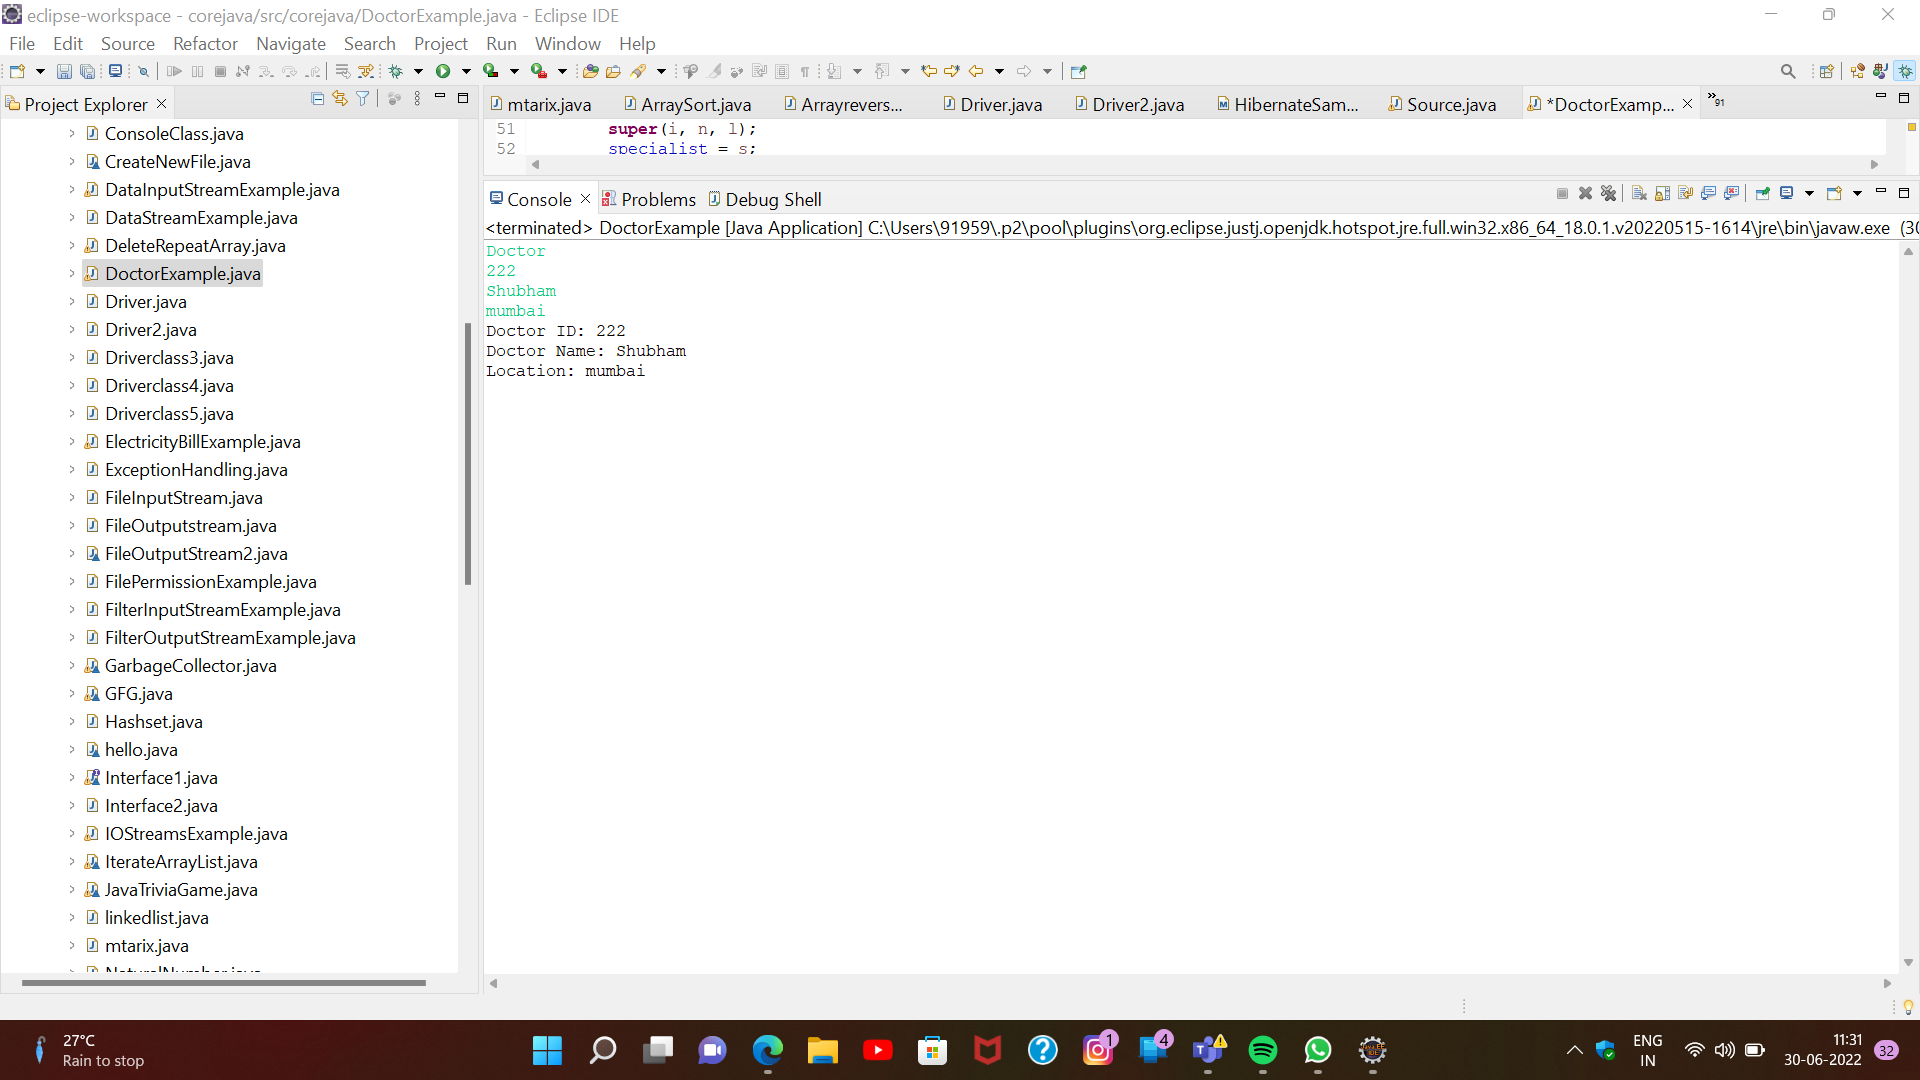 eclipse-workspace - corejava/src/corejava/DoctorExample.java - Eclipse IDE
File Edit Source Refactor Navigate Search Project Run Window Help
Project Explorer
ConsoleClass.java
CreateNewFile.java
DataInputStreamExample.java
DataStreamExample.java
DeleteRepeatArray.java
DoctorExample.java
Driver.java
Driver2.java
Driverclass3.java
Driverclass4.java
Driverclass5.java
ElectricityBillExample.java
ExceptionHandling.java
FileInputStream.java
FileOutputstream.java
FileOutputStream2.java
FilePermissionExample.java
FilterInputStreamExample.java
FilterOutputStreamExample.java
GarbageCollector.java
GFG.java
Hashset.java
hello.java
Interface1.java
Interface2.java
IOStreamsExample.java
IterateArrayList.java
JavaTriviaGame.java
linkedlist.java
mtarix.java
mtarix.java ArraySort.java Arrayrevers... Driver.java Driver2.java HibernateSam... Source.java *DoctorExamp... »91
51 super(i, n, l);
52 specialist = s;
Console Problems Debug Shell
<terminated> DoctorExample [Java Application] C:\Users\91959\.p2\pool\plugins\org.eclipse.justj.openjdk.hotspot.jre.full.win32.x86_64_18.0.1.v20220515-1614\jre\bin\javaw.exe (30
Doctor
222
Shubham
mumbai
Doctor ID: 222
Doctor Name: Shubham
Location: mumbai
27°C
Rain to stop
1
4
ENG
IN
11:31
30-06-2022
32